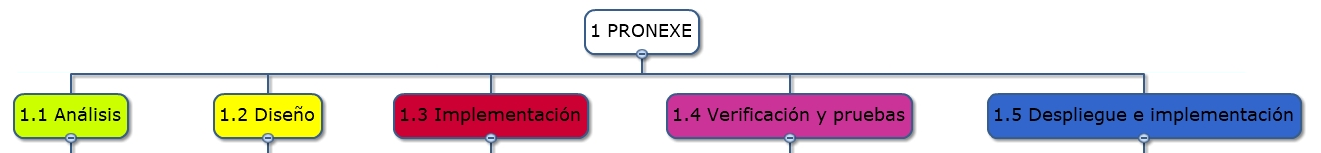 1 PRONEXE
1.1 Análisis
1.2 Diseño
1.3 Implementación
1.4 Verificación y pruebas
1.5 Despliegue e implementación